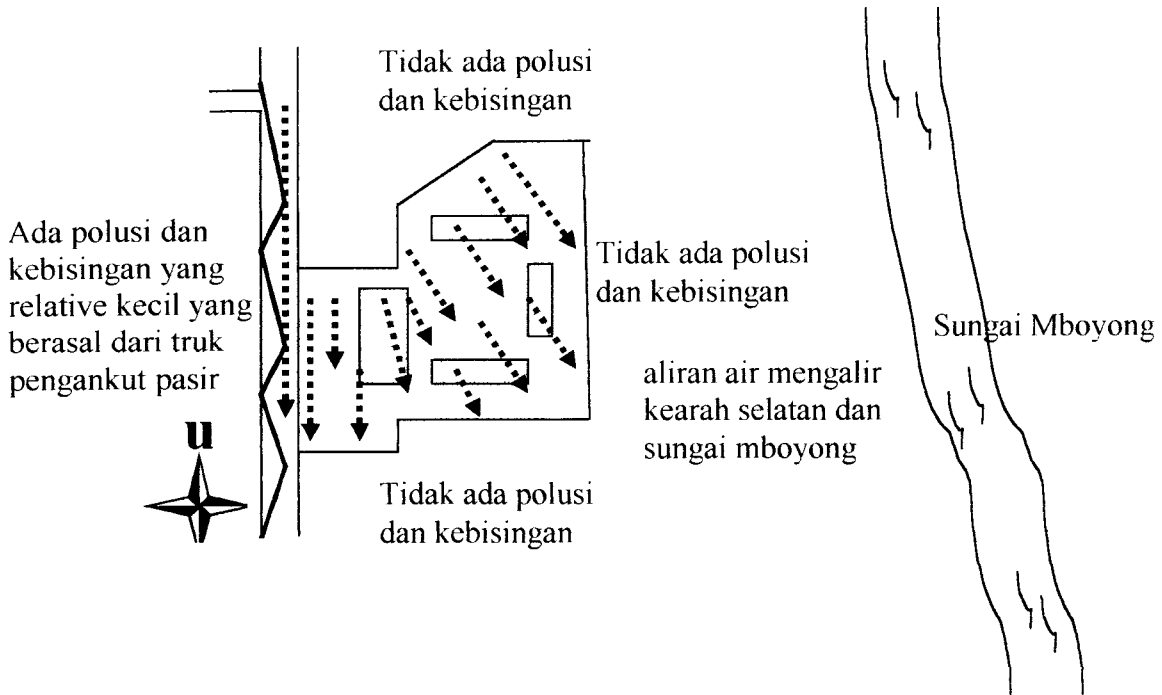 Tidak ada polusi
dan kebisingan
Ada polusi dan
kebisingan yang
relative kecil yang
berasal dari truk
pengankut pasir
Tidak ada polusi
dan kebisingan
Sungai Mboyong
aliran air mengalir
kearah selatan dan
sungai mboyong
u
Tidak ada polusi
dan kebisingan